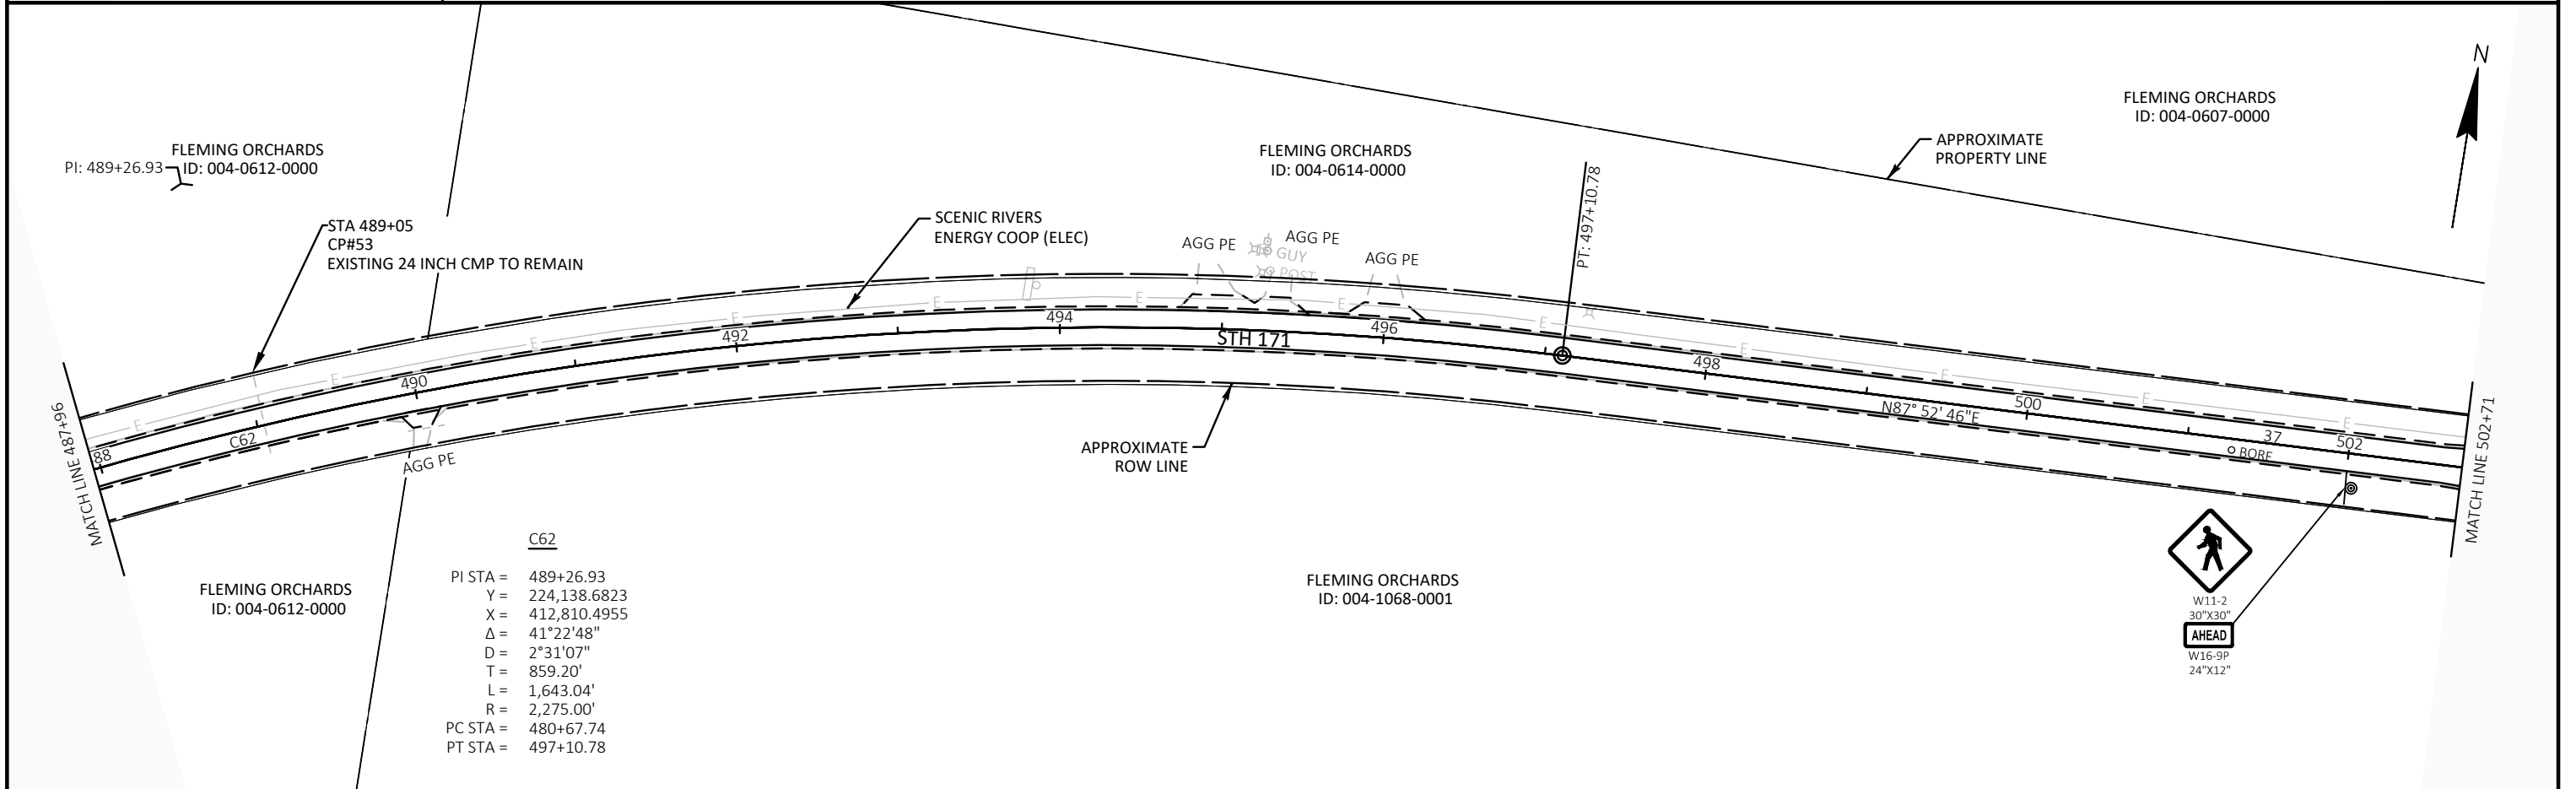 N
FLEMING ORCHARDS
ID: 004-0607-0000
APPROXIMATE
PROPERTY LINE
FLEMING ORCHARDS
ID: 004-0612-0000
PI: 489+26.93
FLEMING ORCHARDS
ID: 004-0614-0000
PT: 497+10.78
STA 489+05
CP#53
EXISTING 24 INCH CMP TO REMAIN
SCENIC RIVERS
ENERGY COOP (ELEC)
AGG PE
AGG PE
AGG PE
GUY
POST
E E E E E E E E E E E E
88
490
492
494
496
498
500
502
STH 171
C62
N87° 52' 46"E
37
BORE
MATCH LINE 487+96
MATCH LINE 502+71
AGG PE
APPROXIMATE
ROW LINE
FLEMING ORCHARDS
ID: 004-0612-0000
FLEMING ORCHARDS
ID: 004-1068-0001
C62
PI STA = 489+26.93
Y = 224,138.6823
X = 412,810.4955
Δ = 41°22'48"
D = 2°31'07"
T = 859.20'
L = 1,643.04'
R = 2,275.00'
PC STA = 480+67.74
PT STA = 497+10.78
W11-2
30"X30"
AHEAD
W16-9P
24"X12"